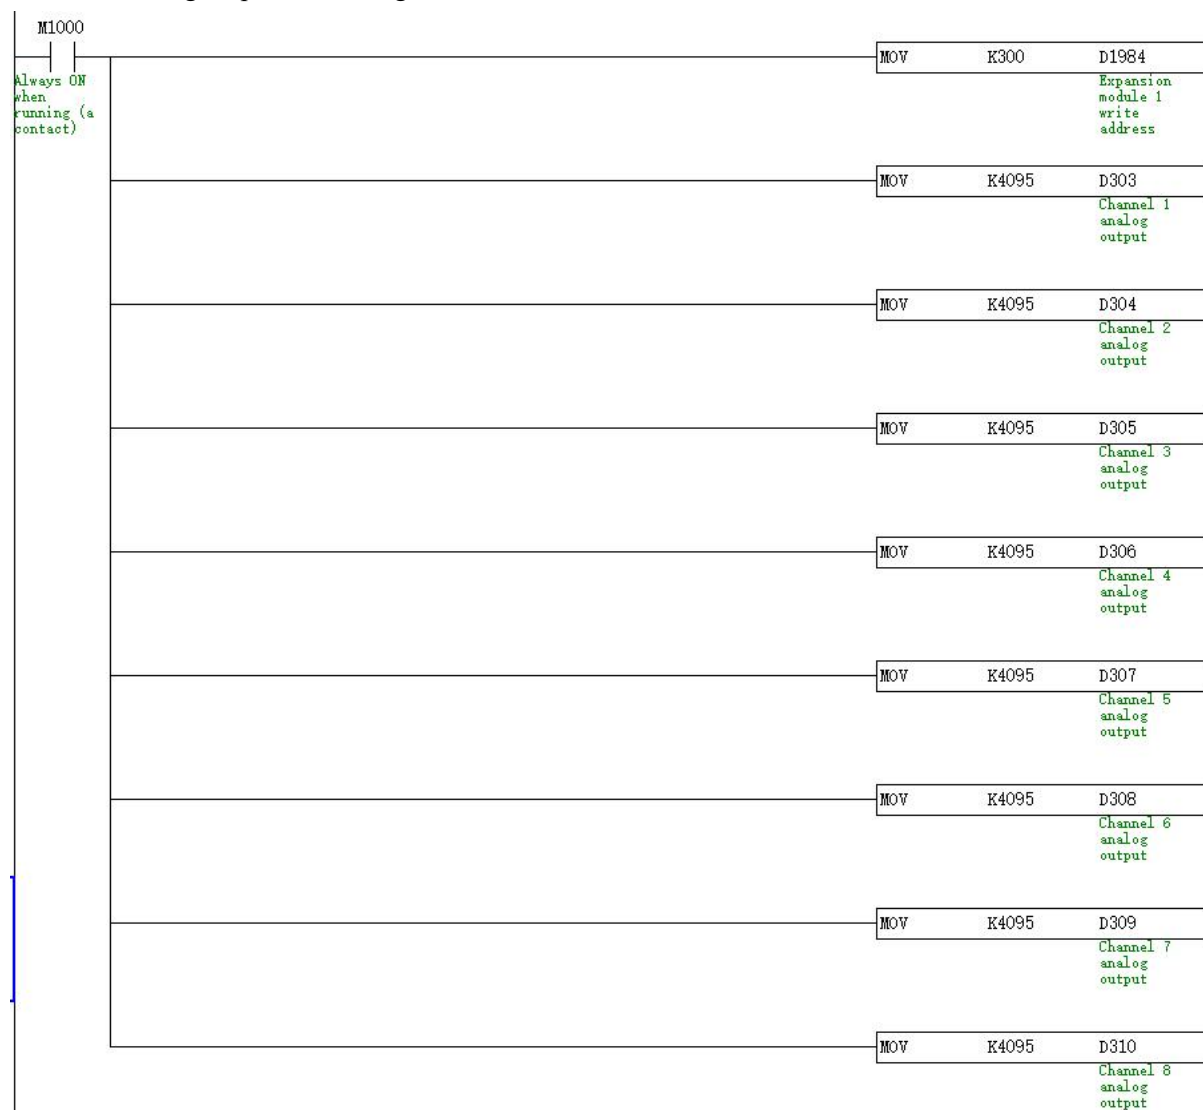 M1000
MOV K300 D1984
Always ON
when
running (a
contact)
Expansion
module 1
write
address
MOV K4095 D303
Channel 1
analog
output
MOV K4095 D304
Channel 2
analog
output
MOV K4095 D305
Channel 3
analog
output
MOV K4095 D306
Channel 4
analog
output
MOV K4095 D307
Channel 5
analog
output
MOV K4095 D308
Channel 6
analog
output
MOV K4095 D309
Channel 7
analog
output
MOV K4095 D310
Channel 8
analog
output